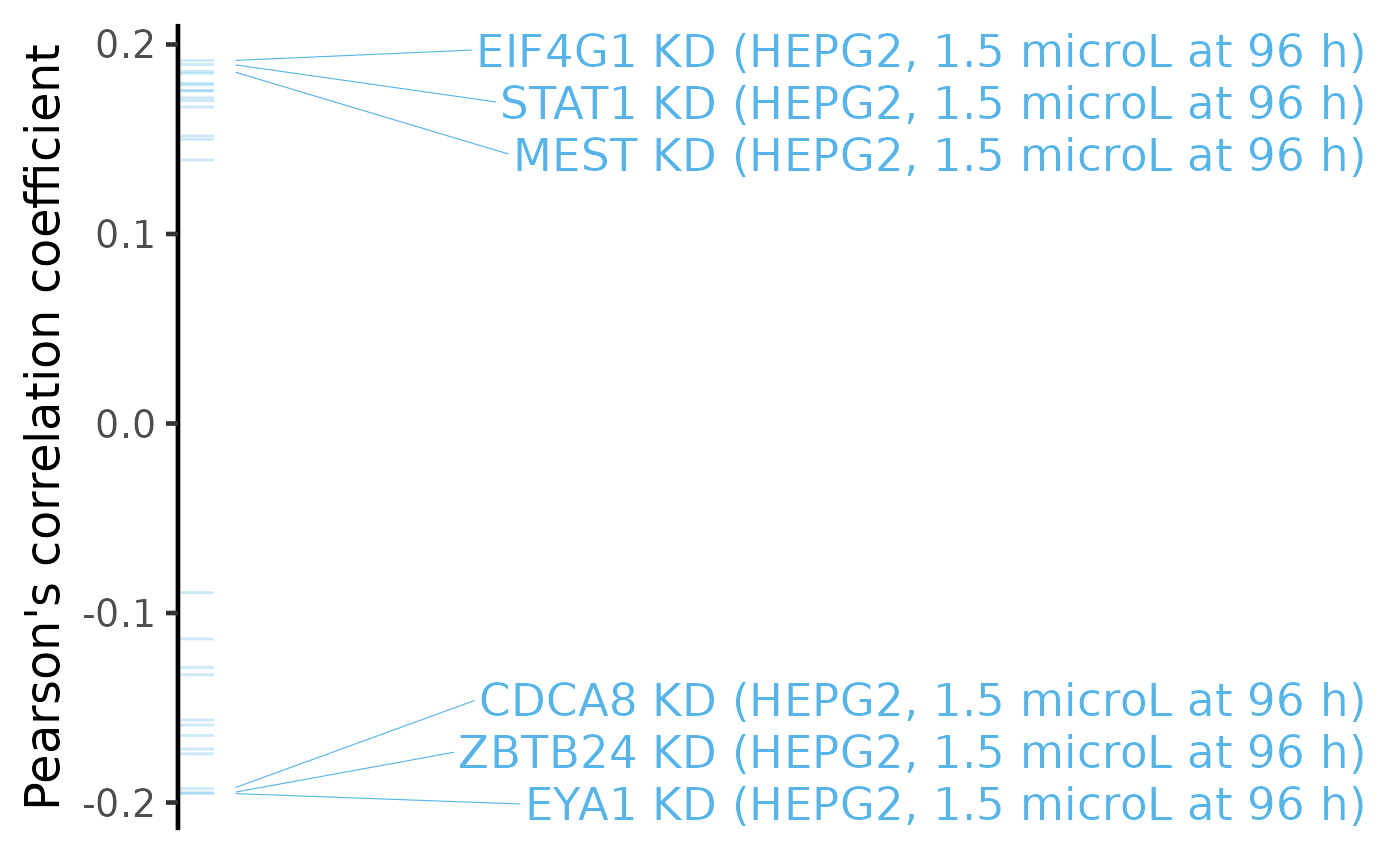 Pearson's correlation coefficient
0.2
0.1
0.0
-0.1
-0.2
EIF4G1 KD (HEPG2, 1.5 microL at 96 h)
STAT1 KD (HEPG2, 1.5 microL at 96 h)
MEST KD (HEPG2, 1.5 microL at 96 h)
CDCA8 KD (HEPG2, 1.5 microL at 96 h)
ZBTB24 KD (HEPG2, 1.5 microL at 96 h)
EYA1 KD (HEPG2, 1.5 microL at 96 h)